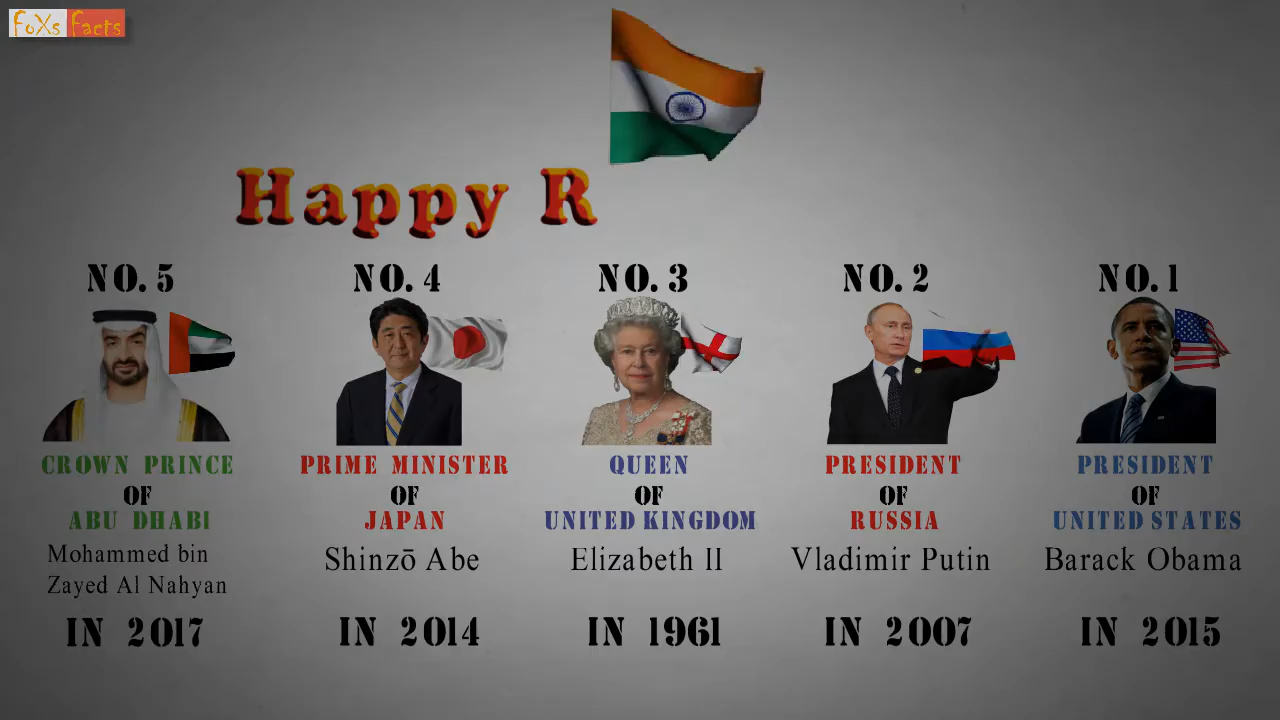 FoXs Facts
Happy R
NO. 5 NO. 4 NO. 3 NO. 2 NO. 1
CROWN PRINCE PRIME MINISTER QUEEN PRESIDENT PRESIDENT
OF OF OF OF OF
ABU DHABI JAPAN UNITED KINGDOM RUSSIA UNITED STATES
Mohammed bin
Zayed Al Nahyan Shinzō Abe Elizabeth II Vladimir Putin Barack Obama
IN 2017 IN 2014 IN 1961 IN 2007 IN 2015